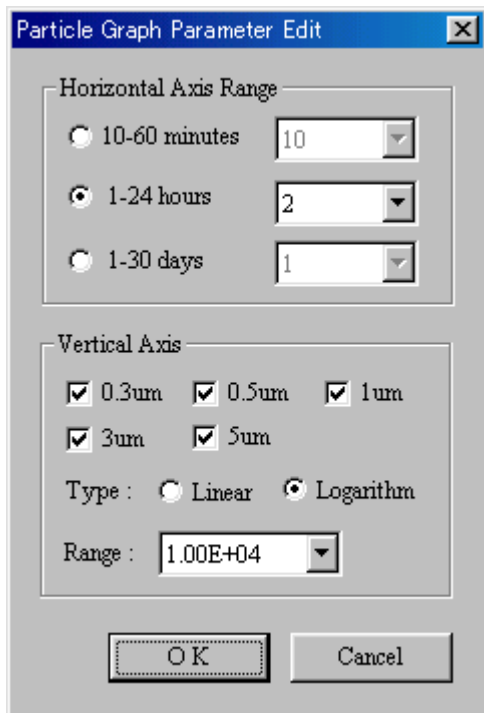 Particle Graph Parameter Edit
Horizontal Axis Range
10-60 minutes 10
1-24 hours 2
1-30 days 1
Vertical Axis
0.3um 0.5um 1um
3um 5um
Type : Linear Logarithm
Range : 1.00E+04
OK Cancel